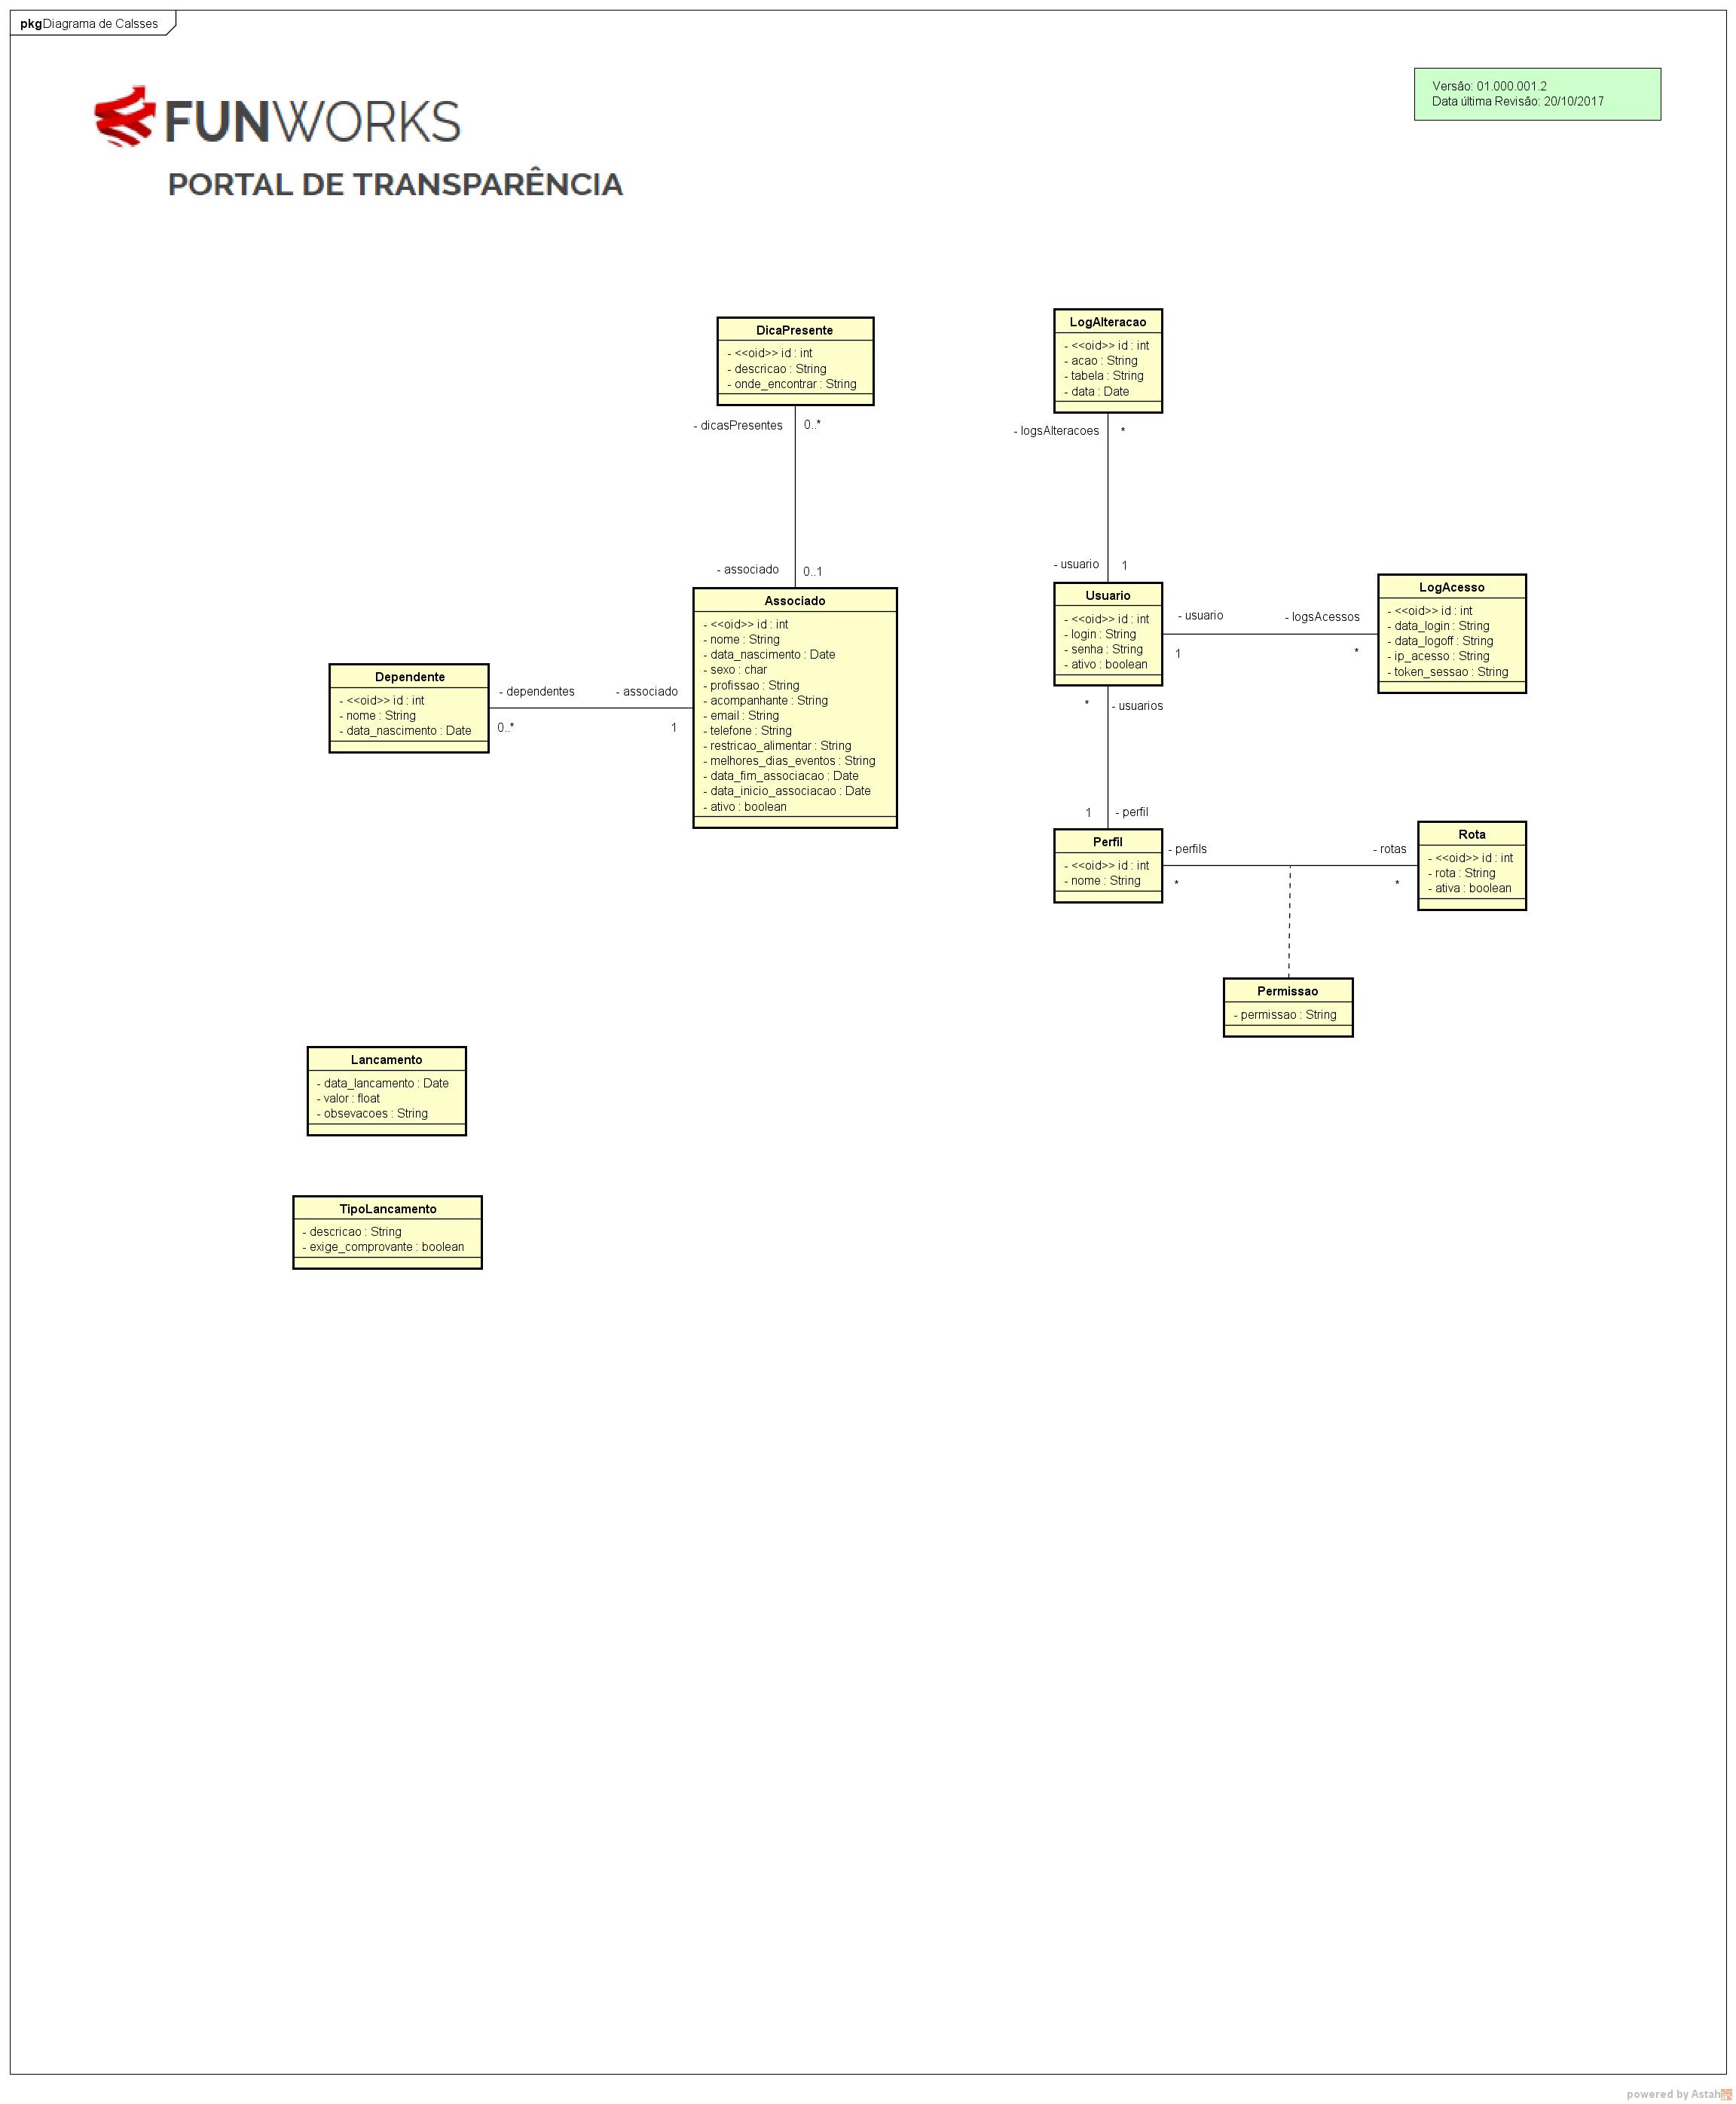 pkg Diagrama de Calsses
FUNWORKS
PORTAL DE TRANSPARÊNCIA
Versão: 01.000.001.2
Data última Revisão: 20/10/2017
DicaPresente
- <<oid>> id : int
- descricao : String
- onde_encontrar : String
- dicasPresentes
0..*
- associado
0..1
Associado
- <<oid>> id : int
- nome : String
- data_nascimento : Date
- sexo : char
- profissao : String
- acompanhante : String
- email : String
- telefone : String
- restricao_alimentar : String
- melhores_dias_eventos : String
- data_fim_associacao : Date
- data_inicio_associacao : Date
- ativo : boolean
Dependente
- <<oid>> id : int
- nome : String
- data_nascimento : Date
- dependentes
- associado
0..*
1
LogAlteracao
- <<oid>> id : int
- acao : String
- tabela : String
- data : Date
- logsAlteracoes
*
- usuario
1
Usuario
- <<oid>> id : int
- login : String
- senha : String
- ativo : boolean
- usuario
- logsAcessos
1
*
LogAcesso
- <<oid>> id : int
- data_login : String
- data_logoff : String
- ip_acesso : String
- token_sessao : String
*
- usuarios
1
- perfil
Perfil
- <<oid>> id : int
- nome : String
- perfils
- rotas
*
*
Rota
- <<oid>> id : int
- rota : String
- ativa : boolean
Permissao
- permissao : String
Lancamento
- data_lancamento : Date
- valor : float
- obsevacoes : String
TipoLancamento
- descricao : String
- exige_comprovante : boolean
powered by Astah